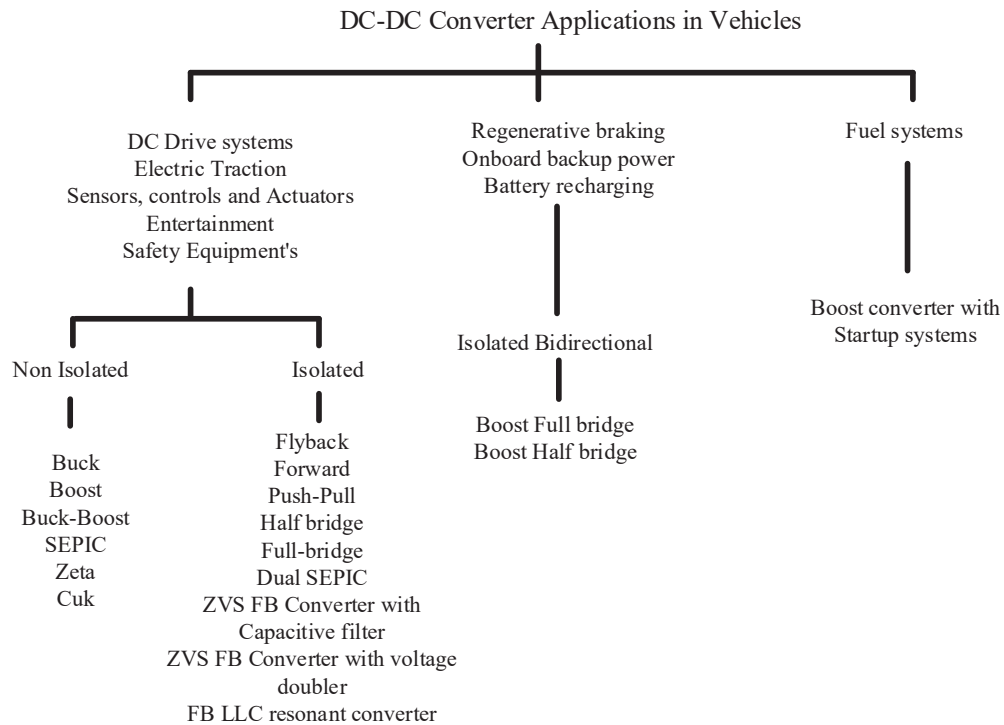 DC-DC Converter Applications in Vehicles
DC Drive systems
Electric Traction
Sensors, controls and Actuators
Entertainment
Safety Equipment's
Regenerative braking
Onboard backup power
Battery recharging
Fuel systems
Non Isolated
Isolated
Isolated Bidirectional
Boost converter with
Startup systems
Buck
Boost
Buck-Boost
SEPIC
Zeta
Cuk
Flyback
Forward
Push-Pull
Half bridge
Full-bridge
Dual SEPIC
ZVS FB Converter with
Capacitive filter
ZVS FB Converter with voltage
doubler
FB LLC resonant converter
Boost Full bridge
Boost Half bridge